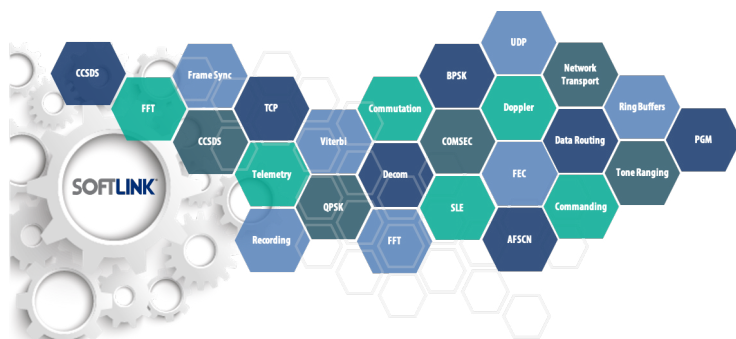 UDP
Network
Transport
CCSDS
Frame Sync
BPSK
FFT
TCP
Commutation
Doppler
Ring Buffers
CCSDS
Viterbi
COMSEC
Data Routing
PGM
Telemetry
Decom
FEC
Tone Ranging
SOFTLINK
QPSK
SLE
Commanding
Recording
FFT
AFSCN